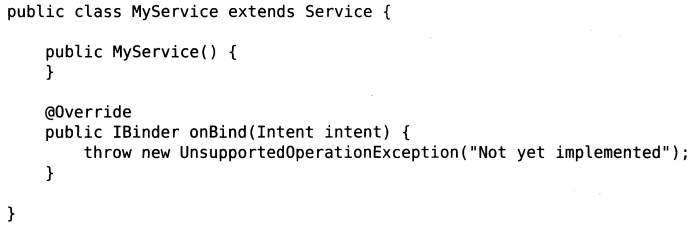 public class MyService extends Service {
public MyService() {
}
@Override
public IBinder onBind(Intent intent) {
throw new UnsupportedOperationException("Not yet implemented");
}
}